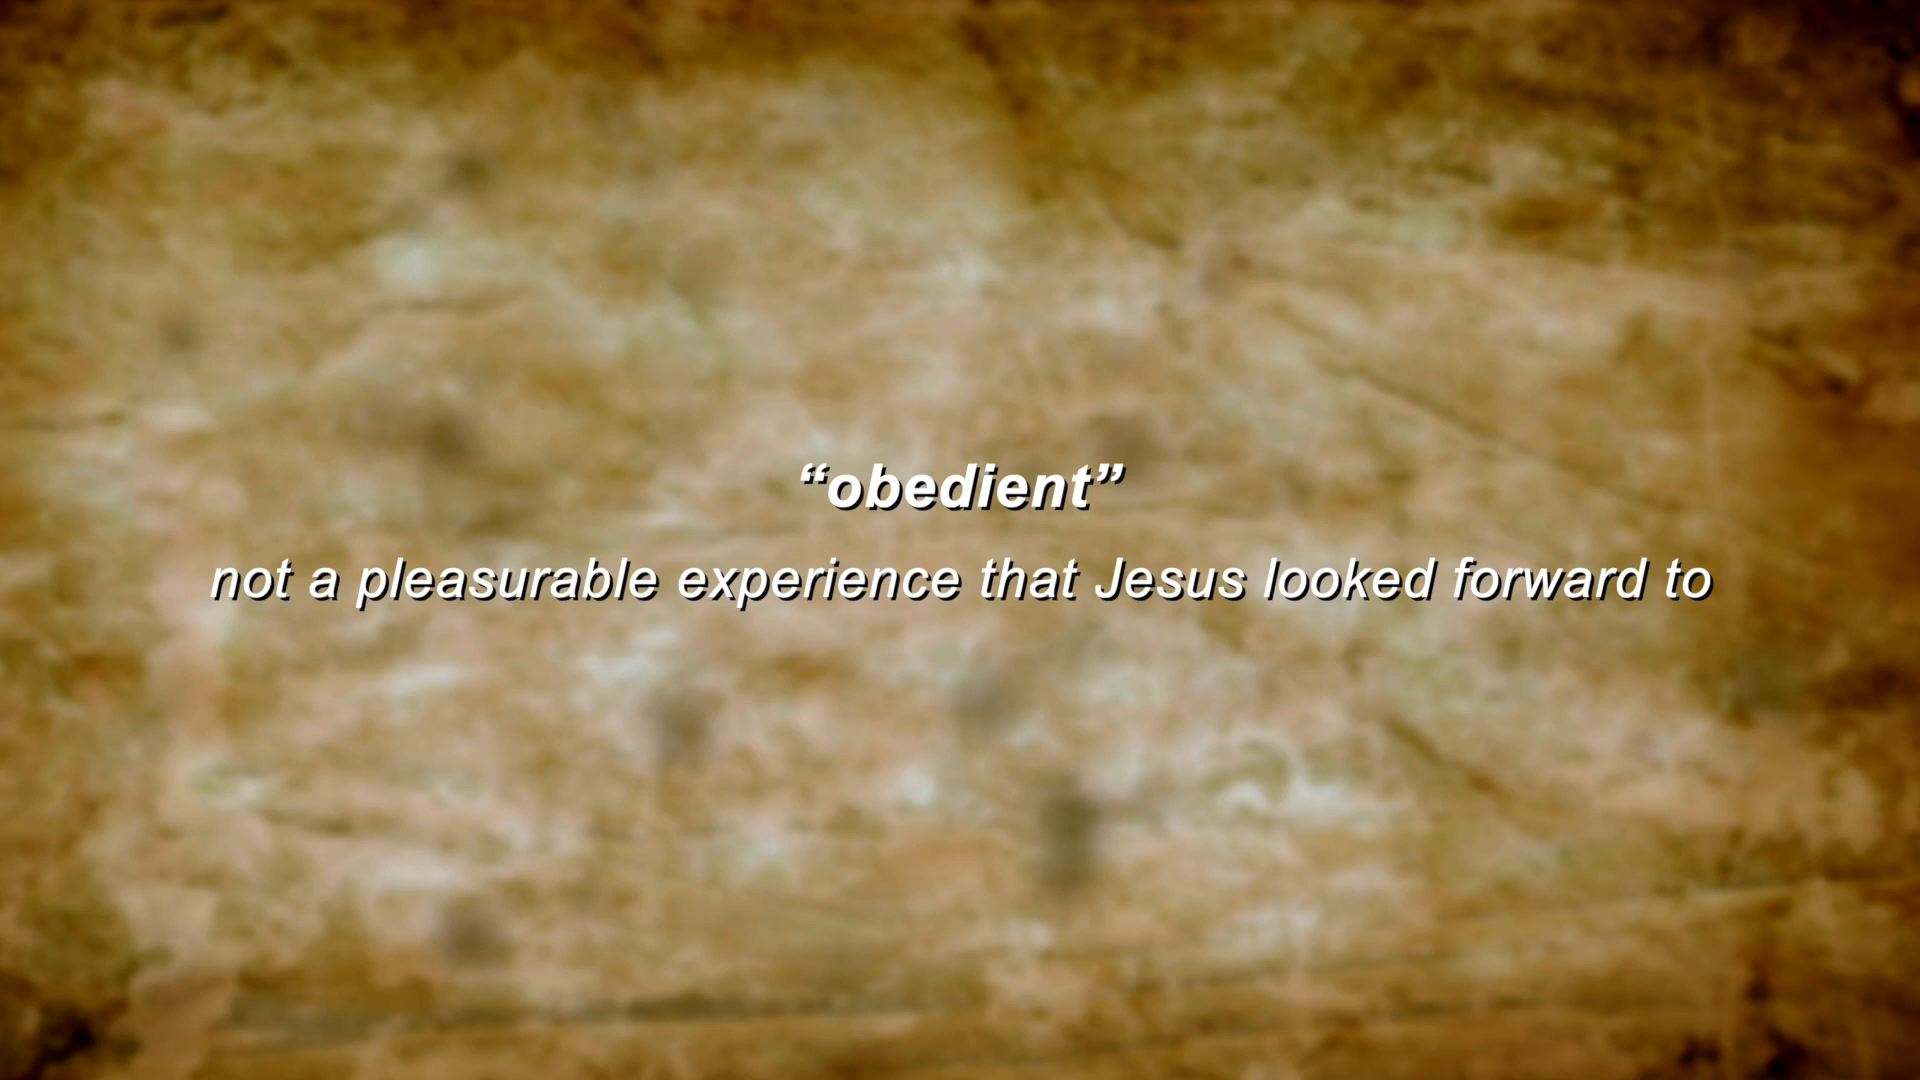 “obedient”
not a pleasurable experience that Jesus looked forward to